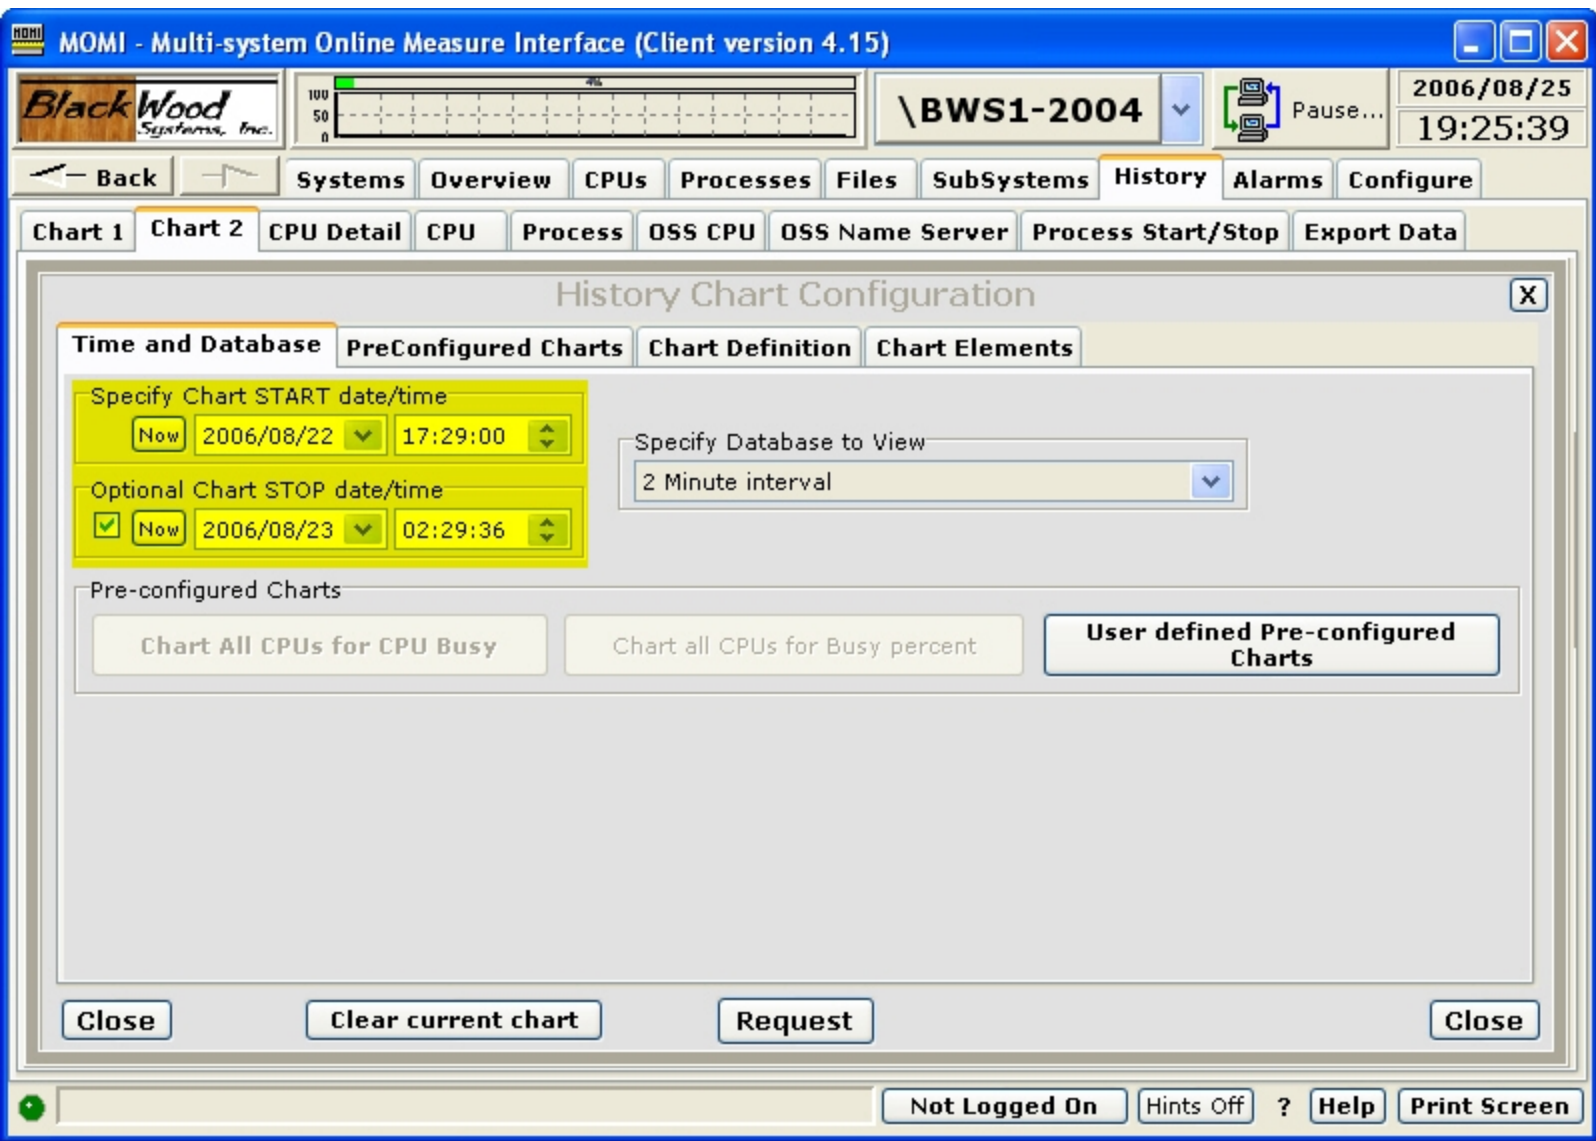 MOMI
MOMI - Multi-system Online Measure Interface (Client version 4.15)
BlackWood
Systems, Inc.
4%
100
50
0
\BWS1-2004
Pause...
2006/08/25
19:25:39
Back
Systems Overview CPUs Processes Files SubSystems History Alarms Configure
Chart 1 Chart 2 CPU Detail CPU Process OSS CPU OSS Name Server Process Start/Stop Export Data
History Chart Configuration
X
Time and Database PreConfigured Charts Chart Definition Chart Elements
Specify Chart START date/time
Now 2006/08/22 17:29:00
Optional Chart STOP date/time
Now 2006/08/23 02:29:36
Specify Database to View
2 Minute interval
Pre-configured Charts
Chart All CPUs for CPU Busy
Chart all CPUs for Busy percent
User defined Pre-configured
Charts
Close Clear current chart Request Close
Not Logged On Hints Off ? Help Print Screen